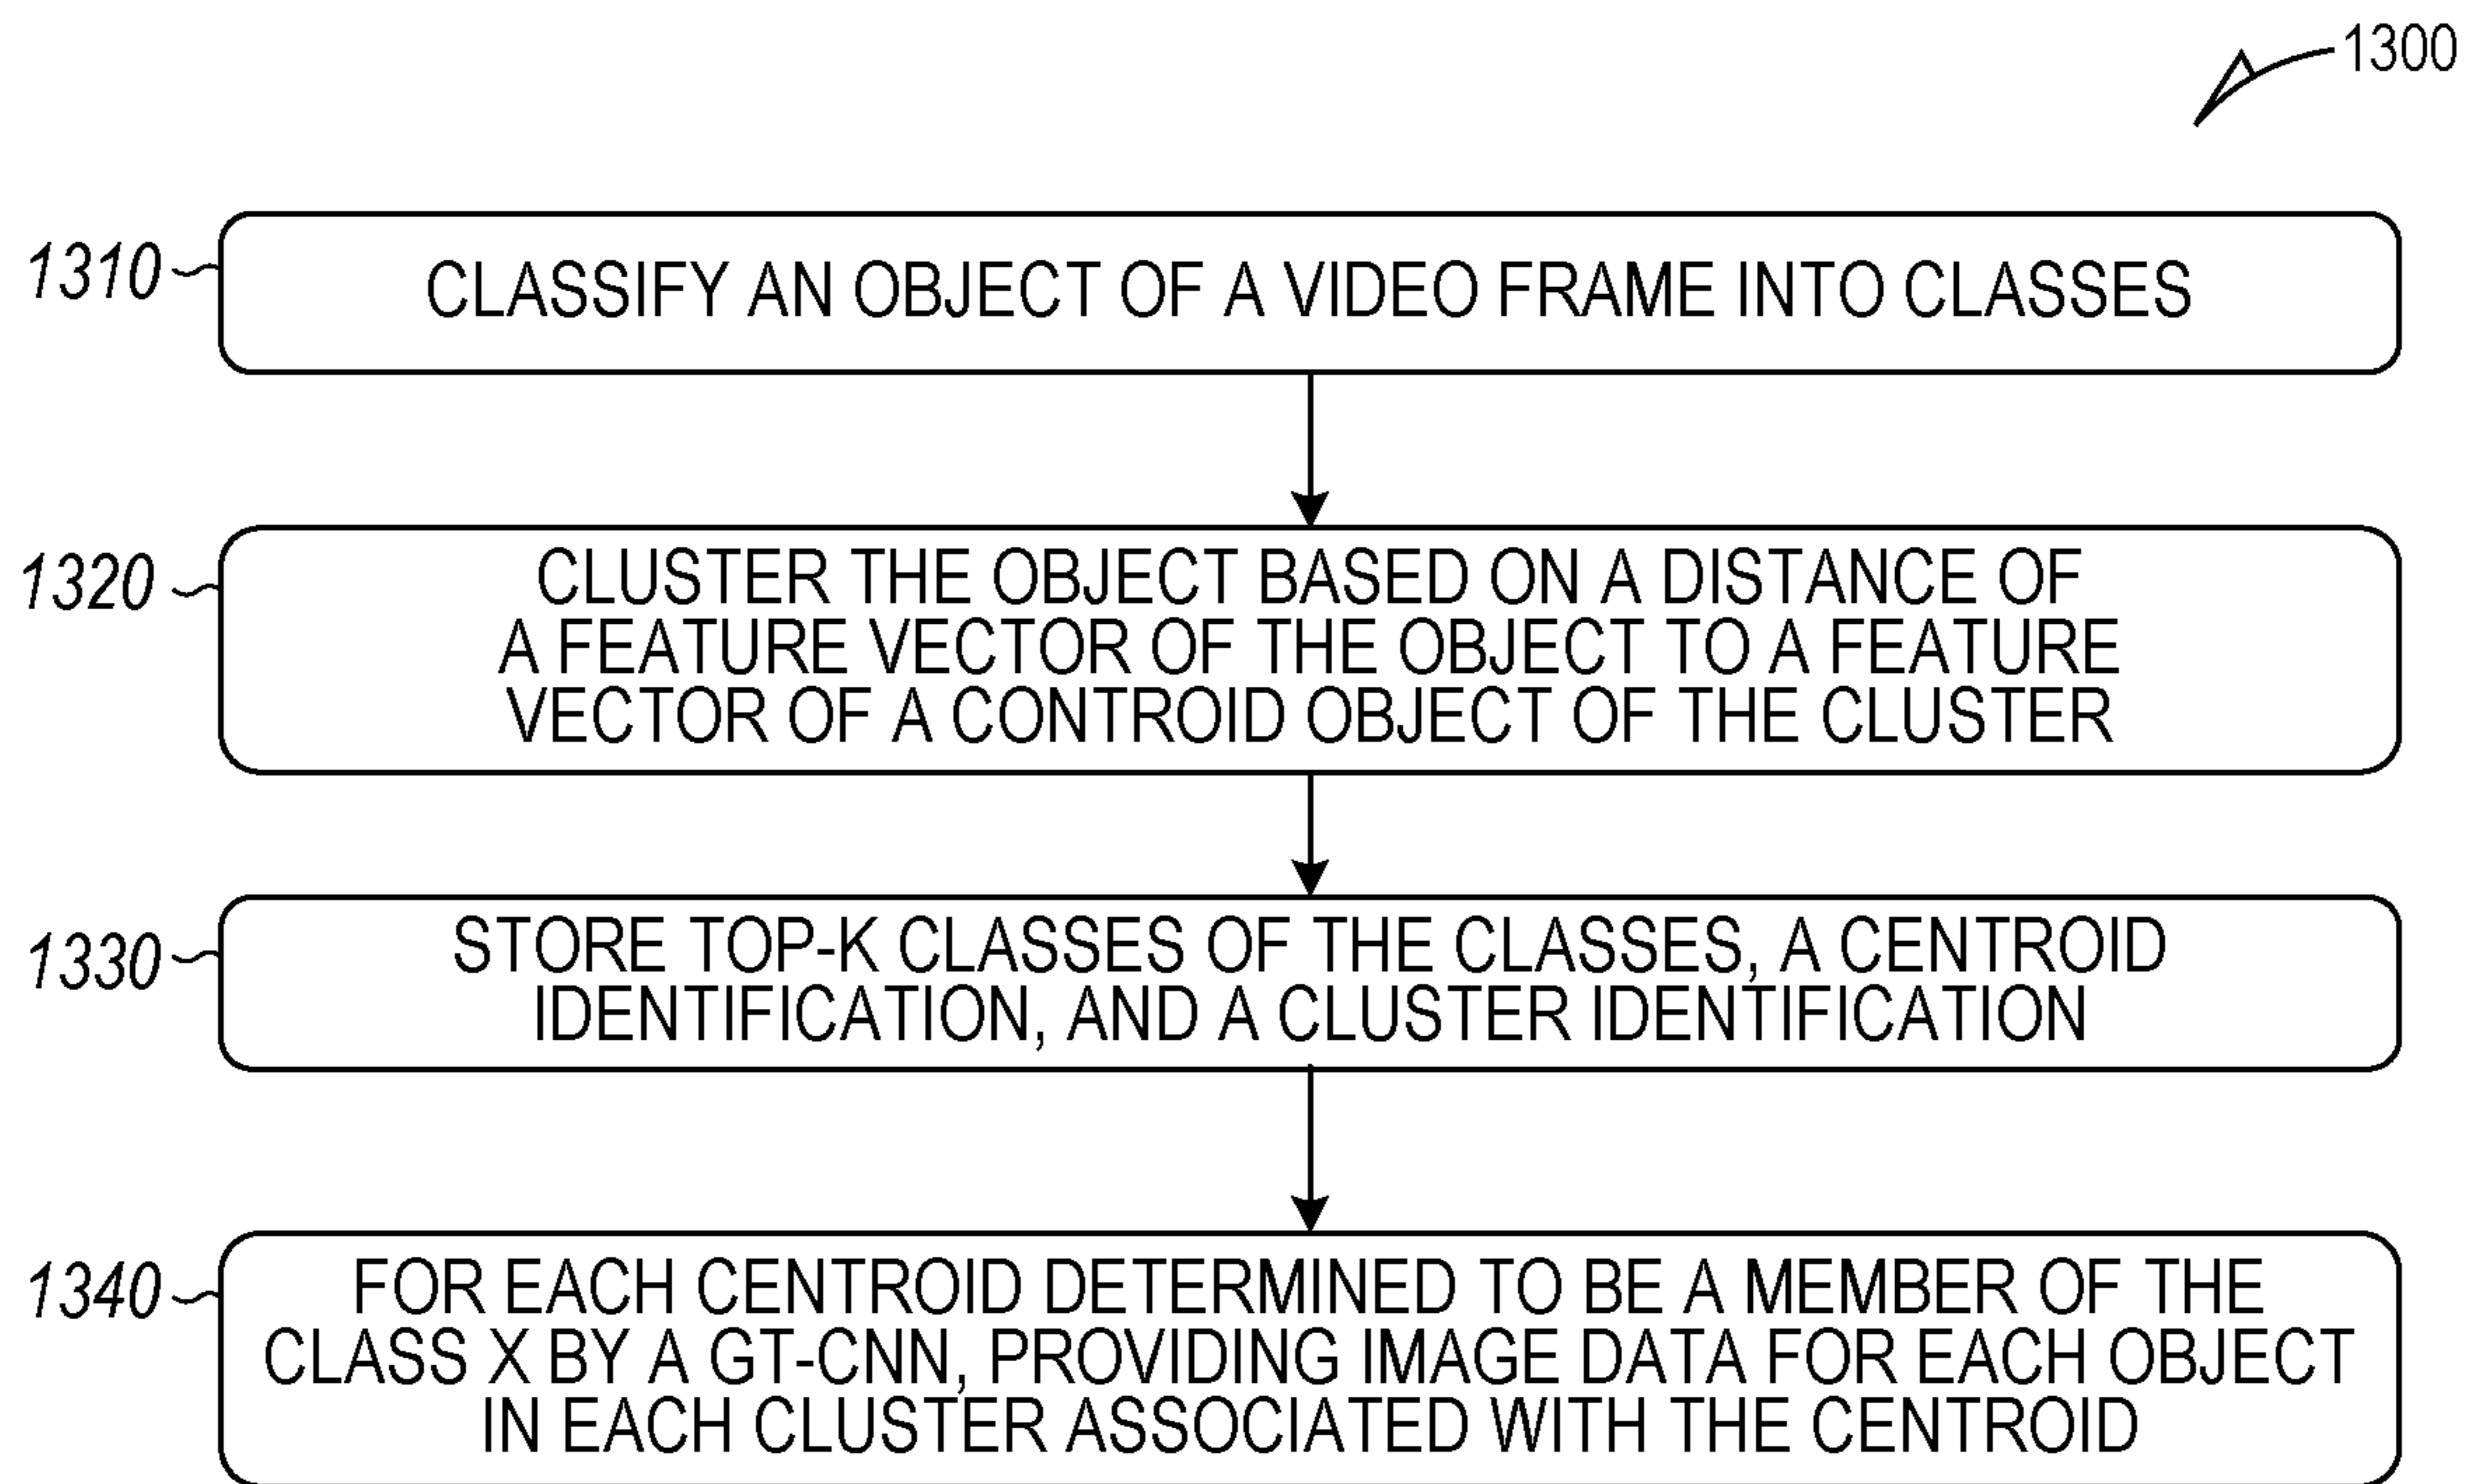 1300
1310
CLASSIFY AN OBJECT OF A VIDEO FRAME INTO CLASSES
1320
CLUSTER THE OBJECT BASED ON A DISTANCE OF
A FEATURE VECTOR OF THE OBJECT TO A FEATURE
VECTOR OF A CONTROID OBJECT OF THE CLUSTER
1330
STORE TOP-K CLASSES OF THE CLASSES, A CENTROID
IDENTIFICATION, AND A CLUSTER IDENTIFICATION
1340
FOR EACH CENTROID DETERMINED TO BE A MEMBER OF THE
CLASS X BY A GT-CNN, PROVIDING IMAGE DATA FOR EACH OBJECT
IN EACH CLUSTER ASSOCIATED WITH THE CENTROID